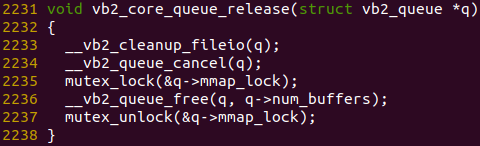 2231 void vb2_core_queue_release(struct vb2_queue *q)
2232 {
2233   __vb2_cleanup_fileio(q);
2234   __vb2_queue_cancel(q);
2235   mutex_lock(&q->mmap_lock);
2236   __vb2_queue_free(q, q->num_buffers);
2237   mutex_unlock(&q->mmap_lock);
2238 }